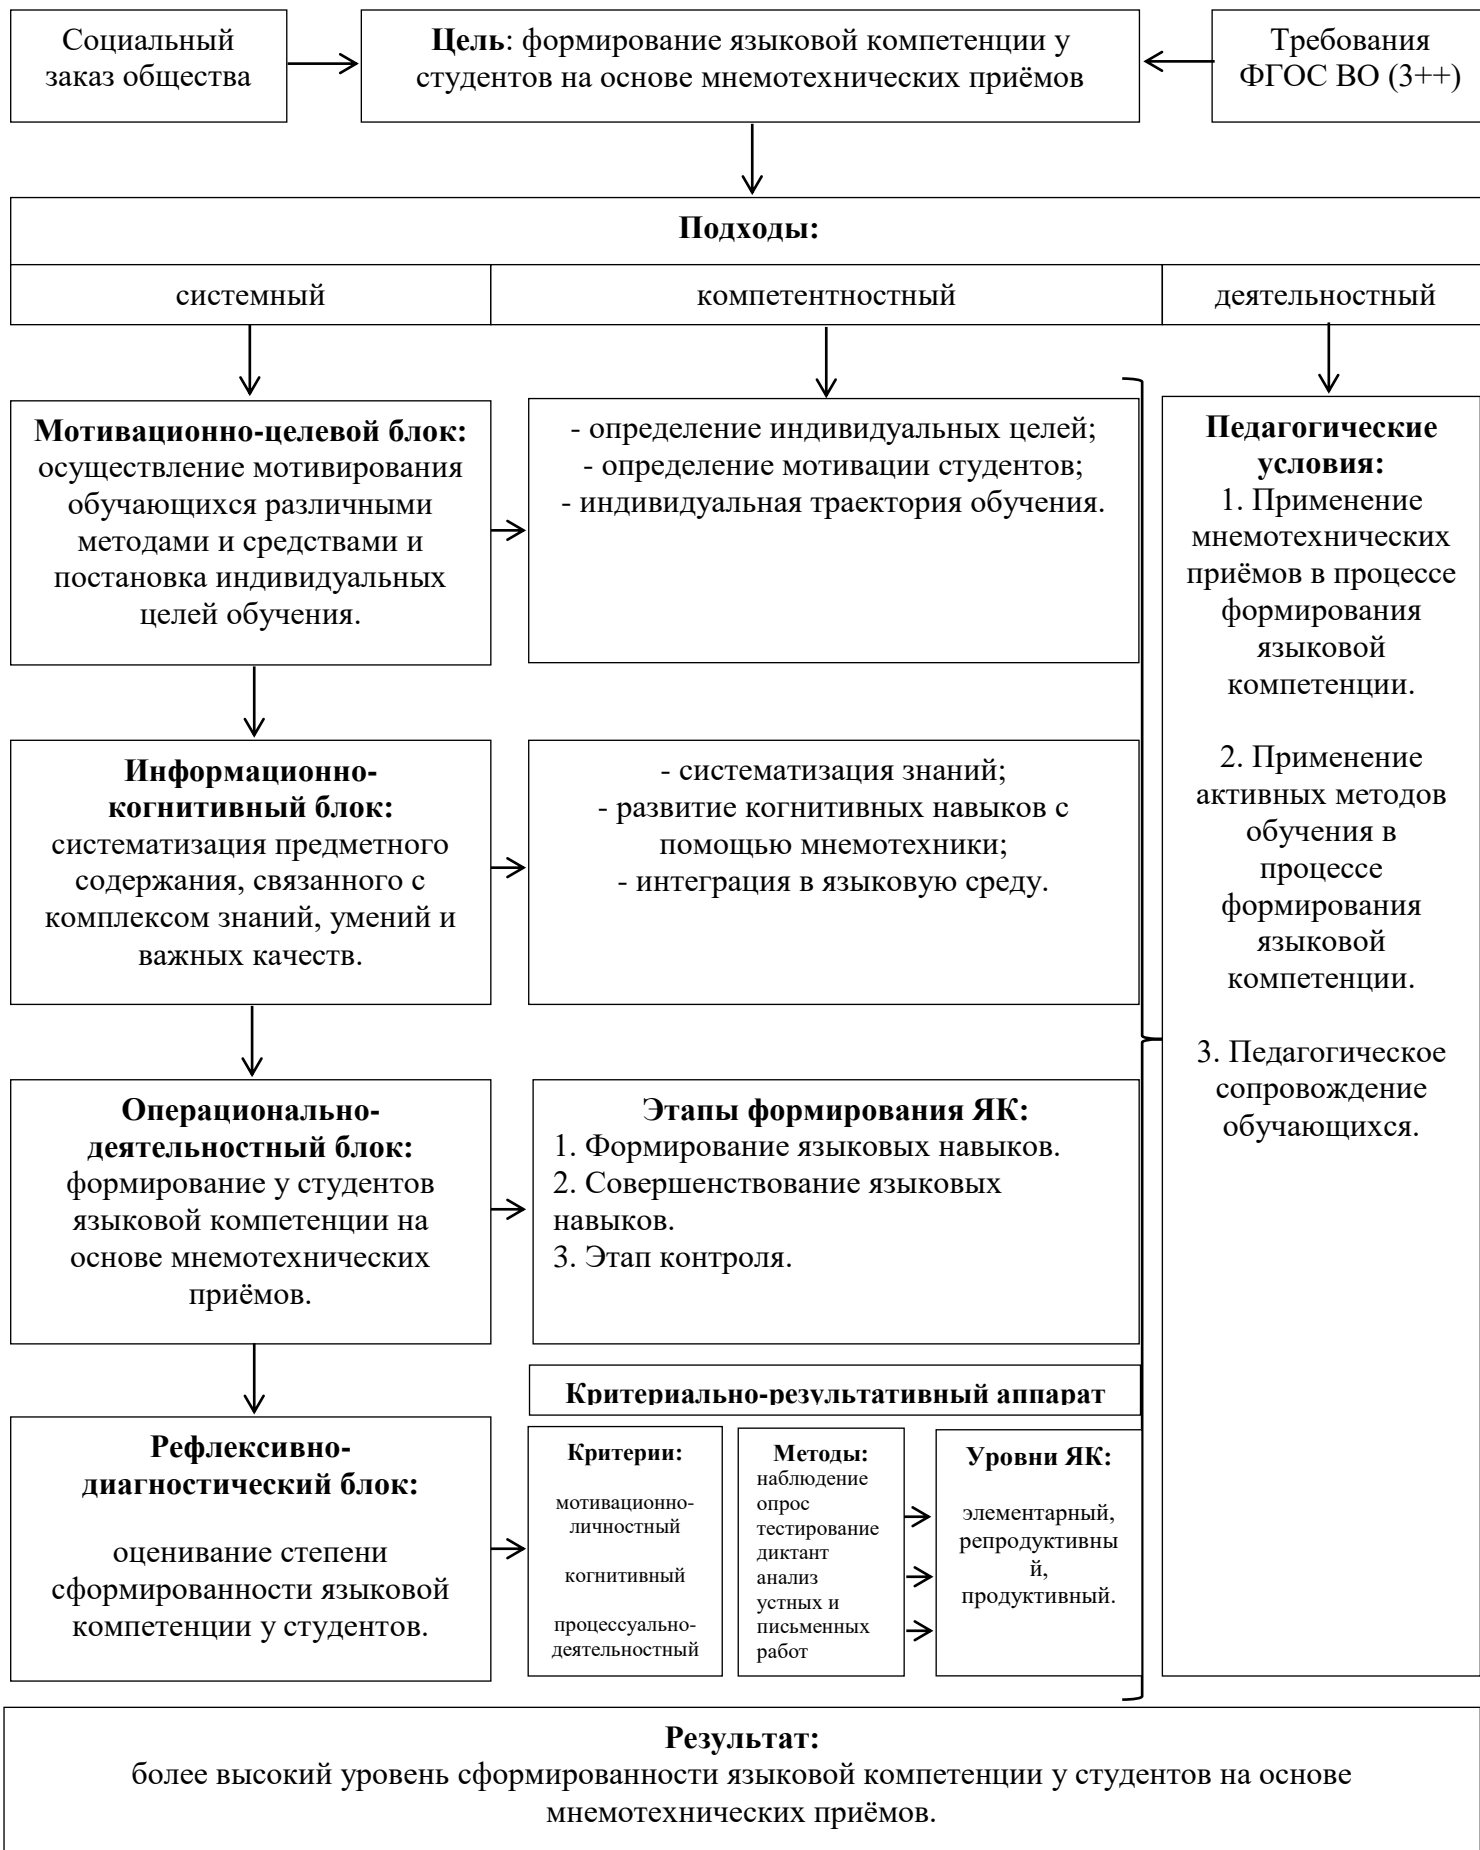 Социальный
заказ общества
Цель: формирование языковой компетенции у
студентов на основе мнемотехнических приёмов
Требования
ФГОС ВО (3++)
Подходы:
системный
компетентностный
деятельностный
Мотивационно-целевой блок:
осуществление мотивирования
обучающихся различными
методами и средствами и
постановка индивидуальных
целей обучения.
- определение индивидуальных целей;
- определение мотивации студентов;
- индивидуальная траектория обучения.
Информационно-
когнитивный блок:
систематизация предметного
содержания, связанного с
комплексом знаний, умений и
важных качеств.
- систематизация знаний;
- развитие когнитивных навыков с
помощью мнемотехники;
- интеграция в языковую среду.
Операционально-
деятельностный блок:
формирование у студентов
языковой компетенции на
основе мнемотехнических
приёмов.
Этапы формирования ЯК:
1. Формирование языковых навыков.
2. Совершенствование языковых
навыков.
3. Этап контроля.
Рефлексивно-
диагностический блок:
оценивание степени
сформированности языковой
компетенции у студентов.
Критериально-результативный аппарат
Критерии:
мотивационно-
личностный
когнитивный
процессуально-
деятельностный
Методы:
наблюдение
опрос
тестирование
диктант
анализ
устных и
письменных
работ
Уровни ЯК:
элементарный,
репродуктивны
й,
продуктивный.
Педагогические
условия:
1. Применение
мнемотехнических
приёмов в процессе
формирования
языковой
компетенции.
2. Применение
активных методов
обучения в
процессе
формирования
языковой
компетенции.
3. Педагогическое
сопровождение
обучающихся.
Результат:
более высокий уровень сформированности языковой компетенции у студентов на основе
мнемотехнических приёмов.